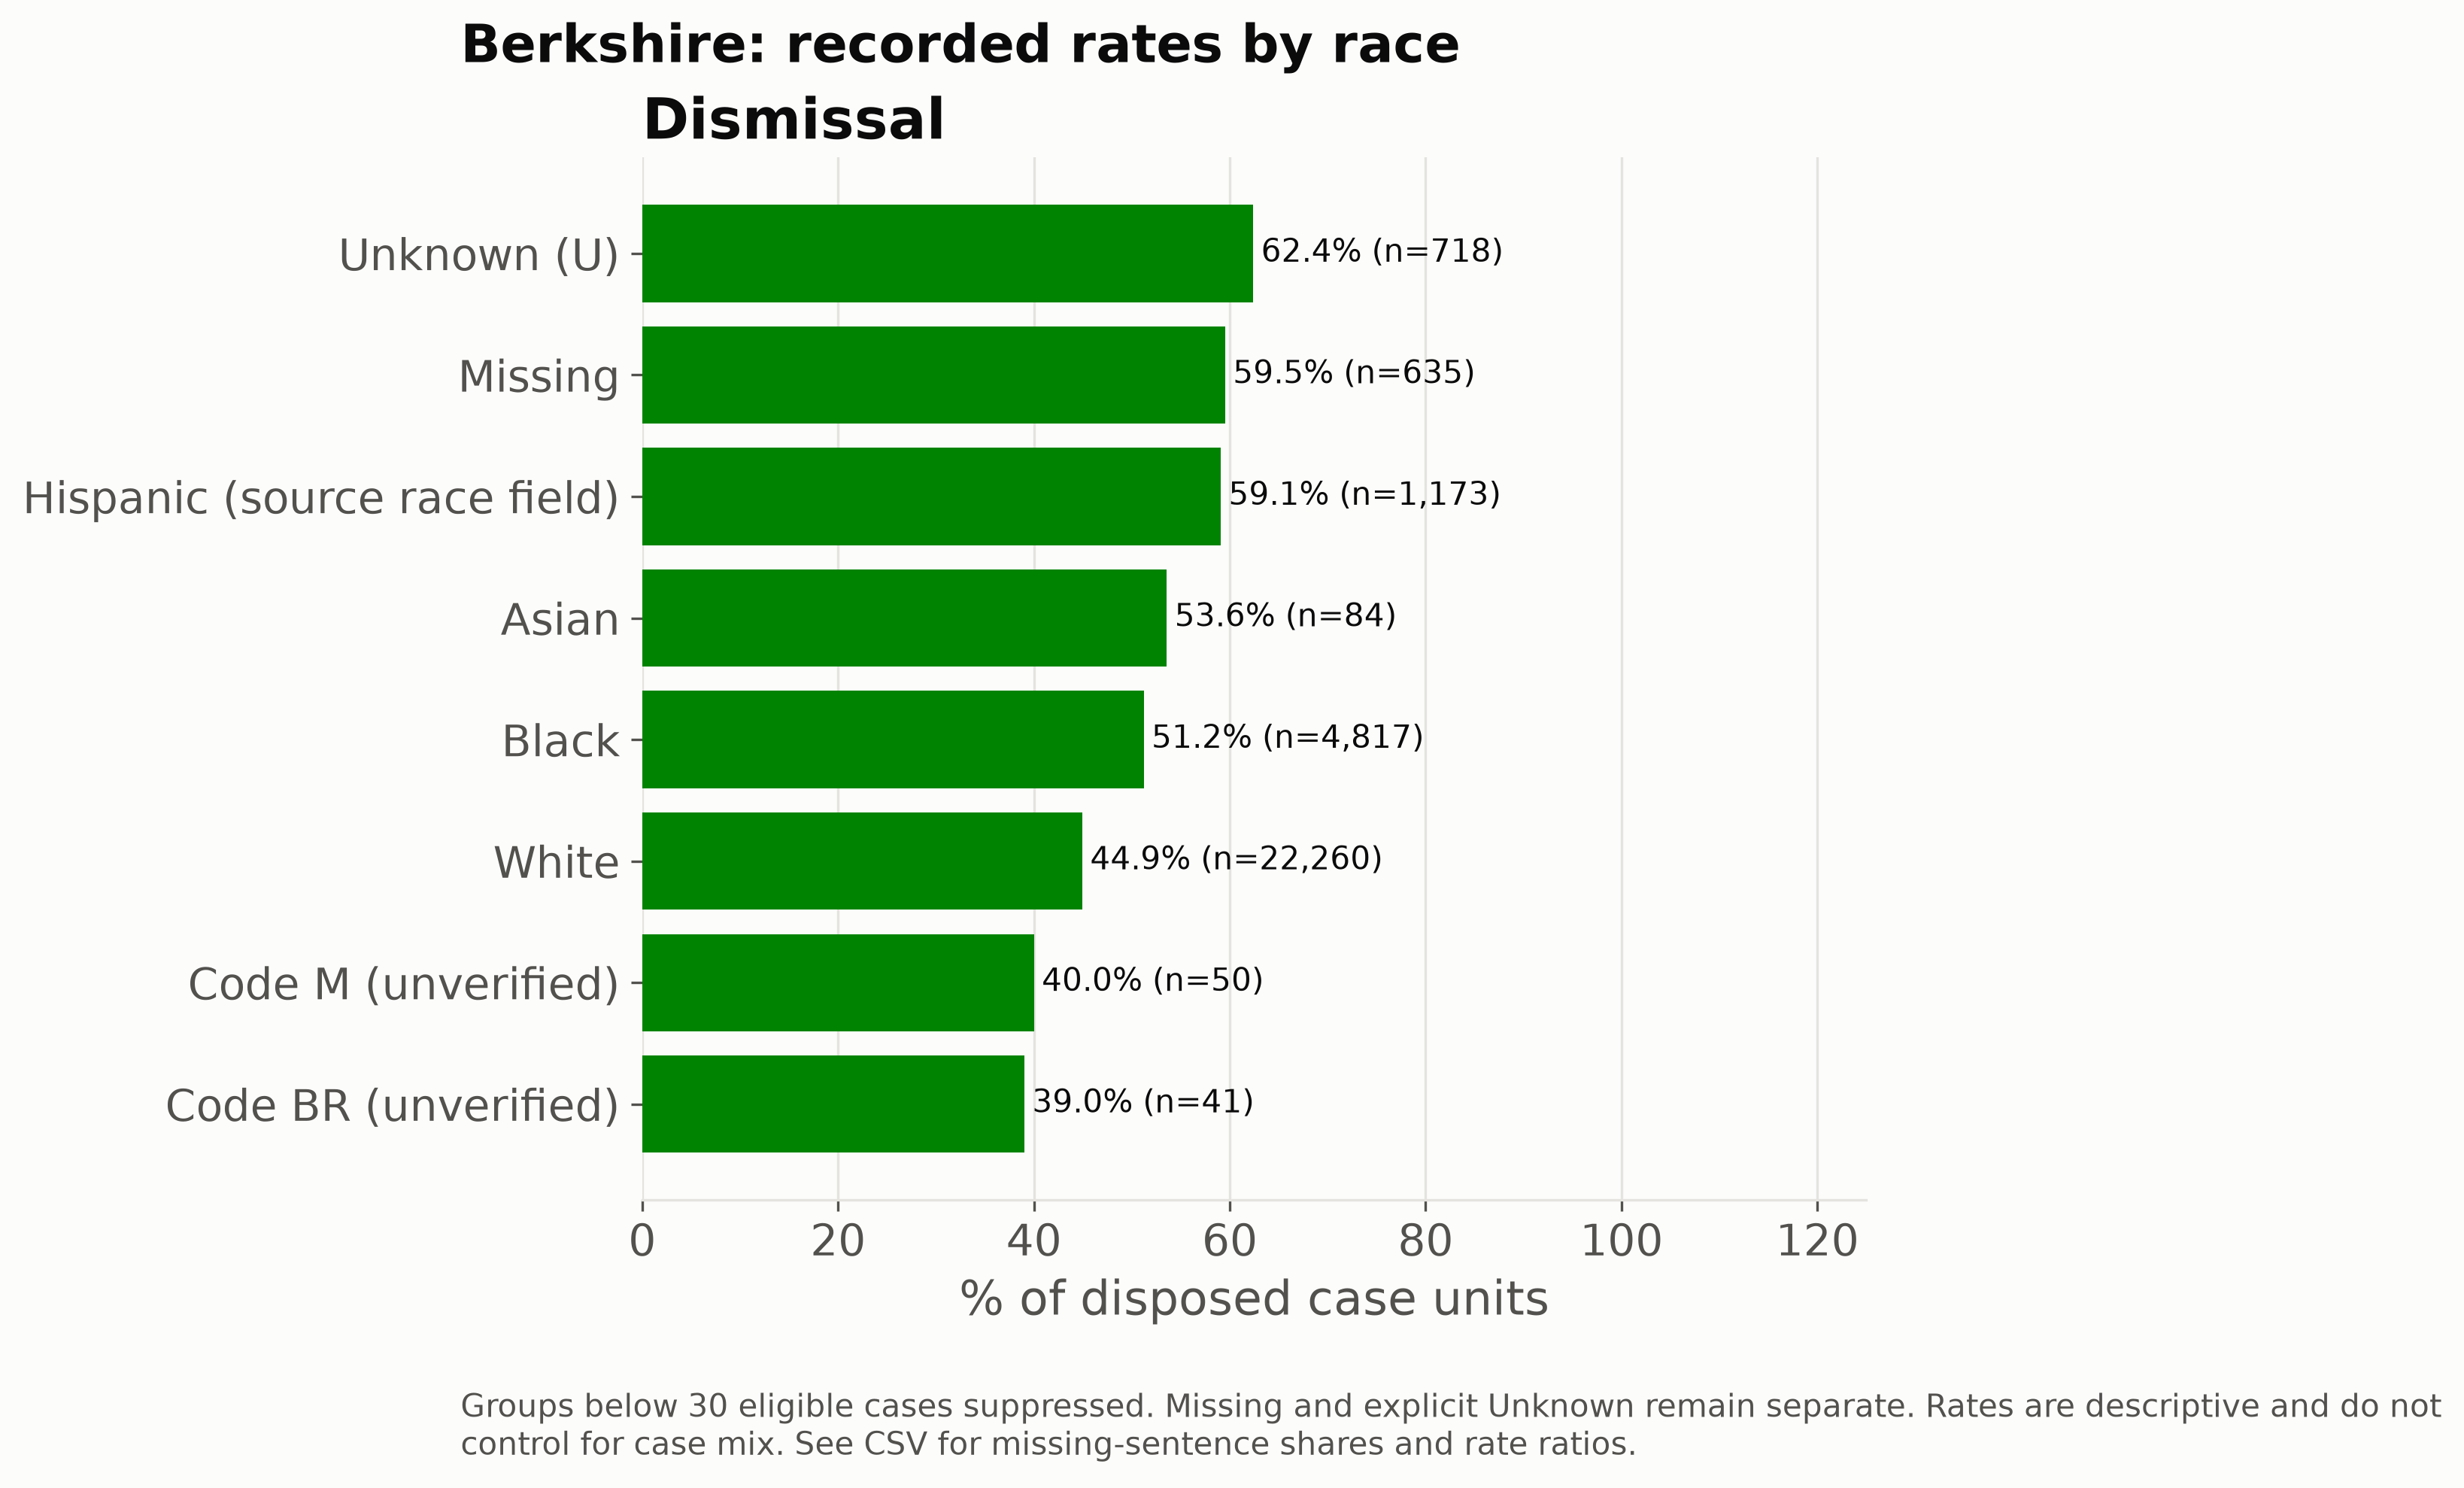 Berkshire: recorded rates by race
Dismissal
Unknown (U) 62.4% (n=718)
Missing 59.5% (n=635)
Hispanic (source race field) 59.1% (n=1,173)
Asian 53.6% (n=84)
Black 51.2% (n=4,817)
White 44.9% (n=22,260)
Code M (unverified) 40.0% (n=50)
Code BR (unverified) 39.0% (n=41)
0 20 40 60 80 100 120
% of disposed case units
Groups below 30 eligible cases suppressed. Missing and explicit Unknown remain separate. Rates are descriptive and do not
control for case mix. See CSV for missing-sentence shares and rate ratios.